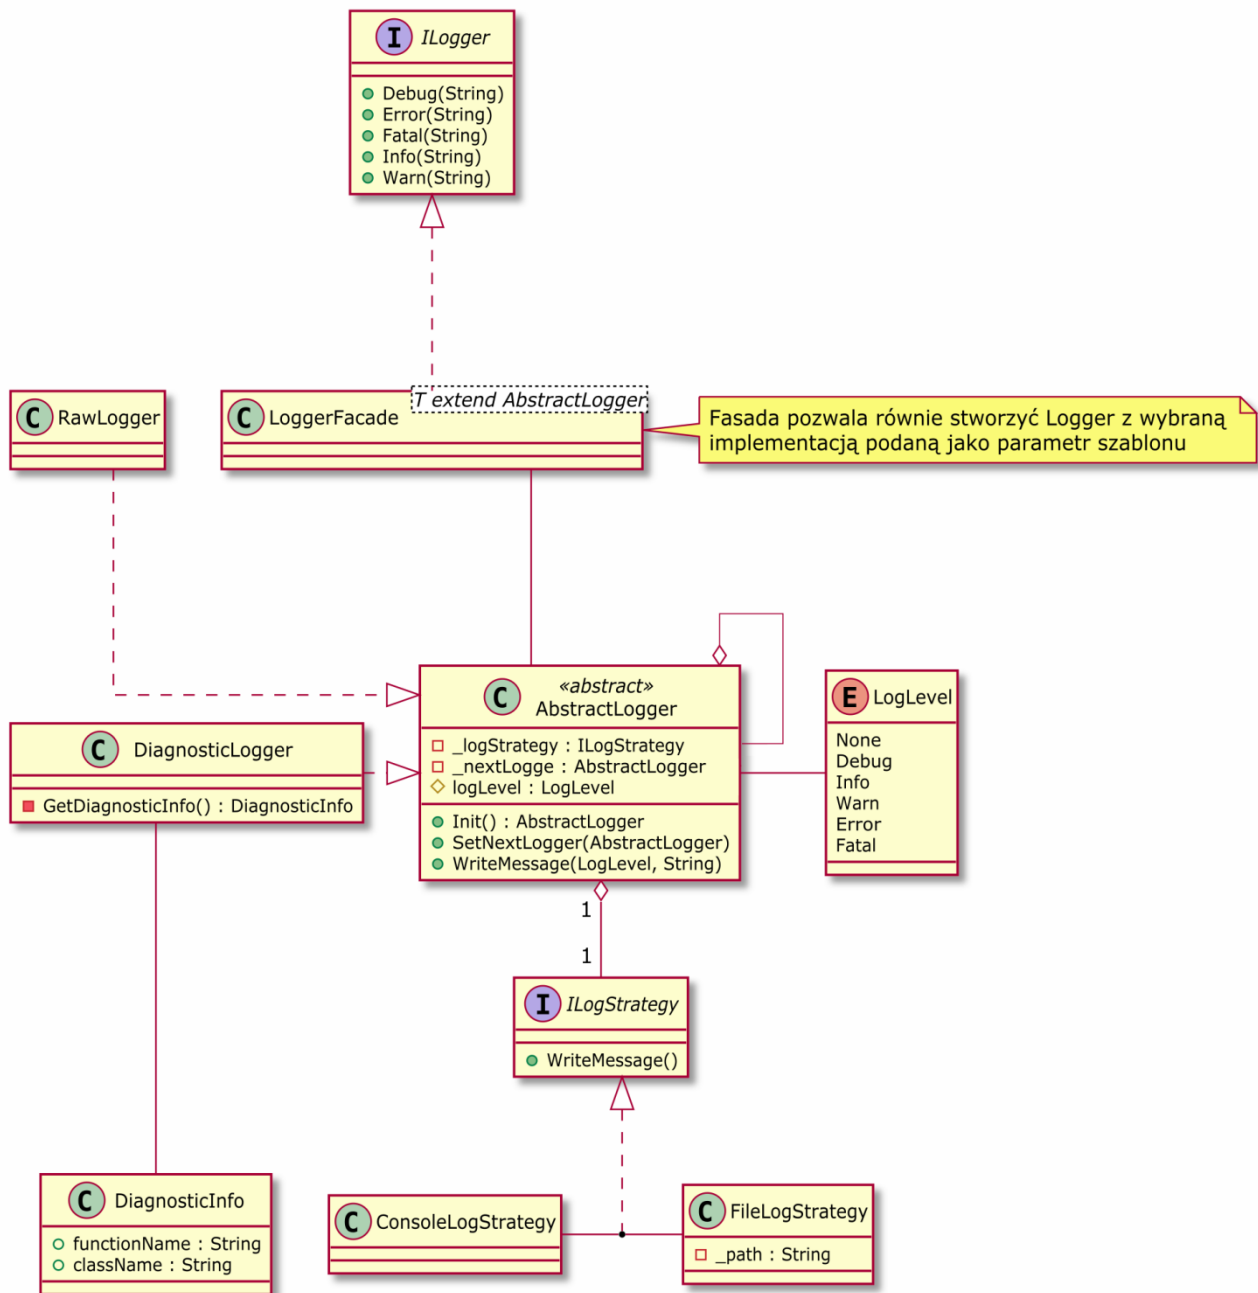 I ILogger
Debug(String)
Error(String)
Fatal(String)
Info(String)
Warn(String)
C RawLogger
C LoggerFacade
T extend AbstractLogger
Fasada pozwala równie stworzyć Logger z wybraną
implementacją podaną jako parametr szablonu
C «abstract»
AbstractLogger
_logStrategy : ILogStrategy
_nextLogge : AbstractLogger
logLevel : LogLevel
Init() : AbstractLogger
SetNextLogger(AbstractLogger)
WriteMessage(LogLevel, String)
E LogLevel
None
Debug
Info
Warn
Error
Fatal
C DiagnosticLogger
GetDiagnosticInfo() : DiagnosticInfo
1
1
I ILogStrategy
WriteMessage()
C DiagnosticInfo
functionName : String
className : String
C ConsoleLogStrategy
C FileLogStrategy
_path : String